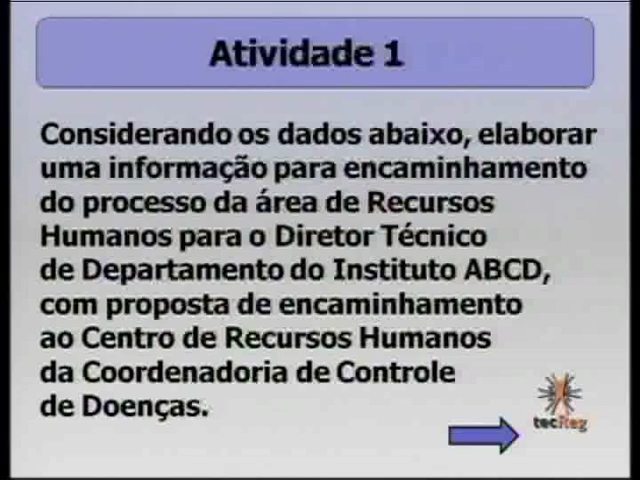 Atividade 1
Considerando os dados abaixo, elaborar
uma informação para encaminhamento
do processo da área de Recursos
Humanos para o Diretor Técnico
de Departamento do Instituto ABCD,
com proposta de encaminhamento
ao Centro de Recursos Humanos
da Coordenadoria de Controle
de Doenças.
tecReg